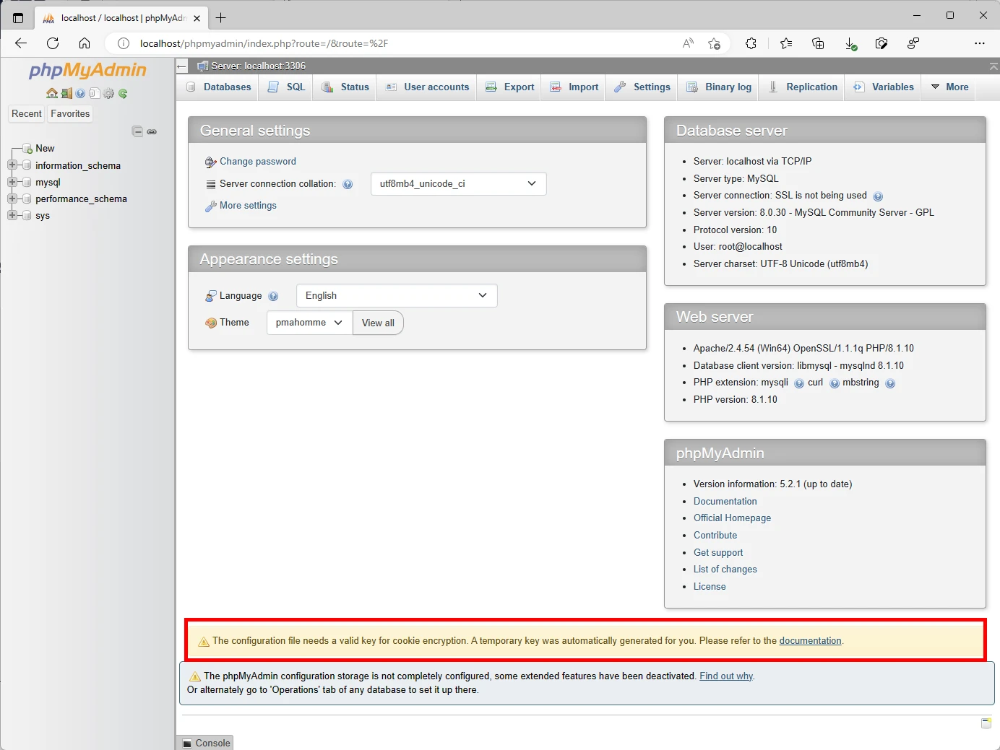 localhost / localhost | phpMyAdm
localhost/phpmyadmin/index.php?route=/&route=%2F
phpMyAdmin
Recent
Favorites
New
information_schema
mysql
performance_schema
sys
Server: localhost:3306
Databases
SQL
Status
User accounts
Export
Import
Settings
Binary log
Replication
Variables
More
General settings
Change password
Server connection collation:
utf8mb4_unicode_ci
More settings
Appearance settings
Language
English
Theme
pmahomme
View all
Database server
Server: localhost via TCP/IP
Server type: MySQL
Server connection: SSL is not being used
Server version: 8.0.30 - MySQL Community Server - GPL
Protocol version: 10
User: root@localhost
Server charset: UTF-8 Unicode (utf8mb4)
Web server
Apache/2.4.54 (Win64) OpenSSL/1.1.1q PHP/8.1.10
Database client version: libmysql - mysqlnd 8.1.10
PHP extension: mysqli curl mbstring
PHP version: 8.1.10
phpMyAdmin
Version information: 5.2.1 (up to date)
Documentation
Official Homepage
Contribute
Get support
List of changes
License
The configuration file needs a valid key for cookie encryption. A temporary key was automatically generated for you. Please refer to the documentation.
The phpMyAdmin configuration storage is not completely configured, some extended features have been deactivated. Find out why.
Or alternately go to 'Operations' tab of any database to set it up there.
Console